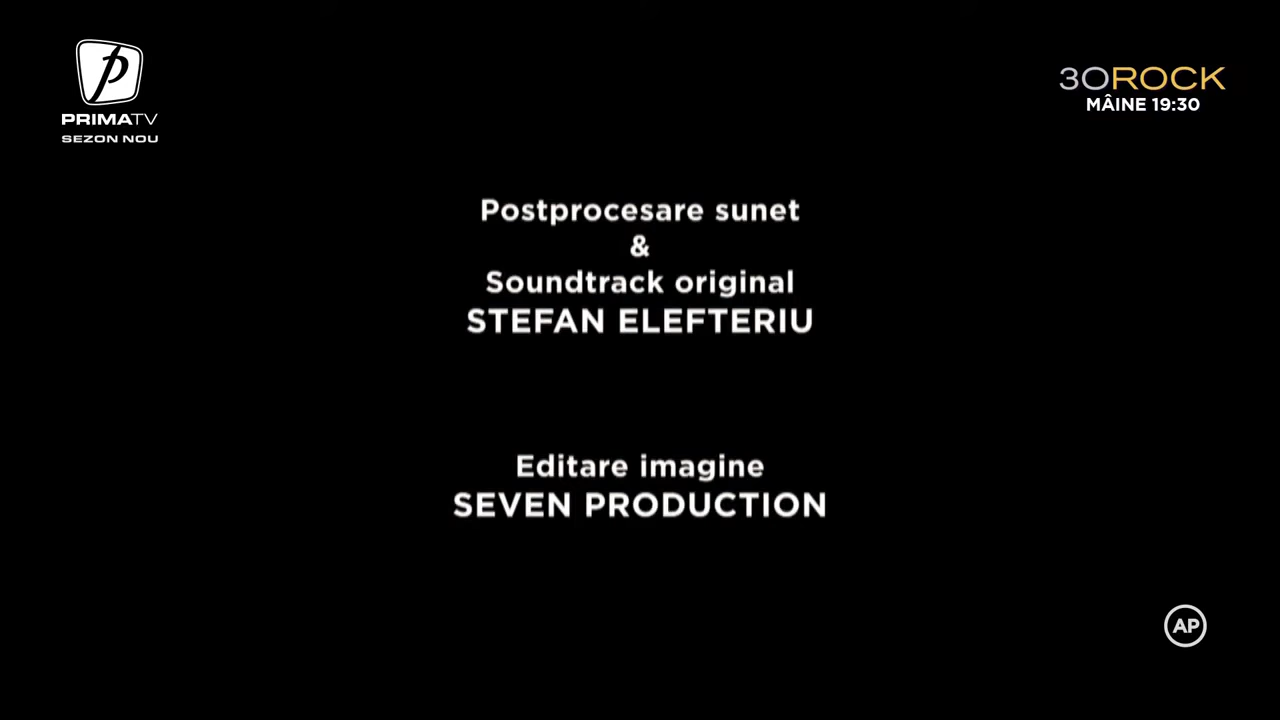 PRIMATV
SEZON NOU
30ROCK
MÂINE 19:30
Postprocesare sunet
&
Soundtrack original
STEFAN ELEFTERIU
Editare imagine
SEVEN PRODUCTION
AP